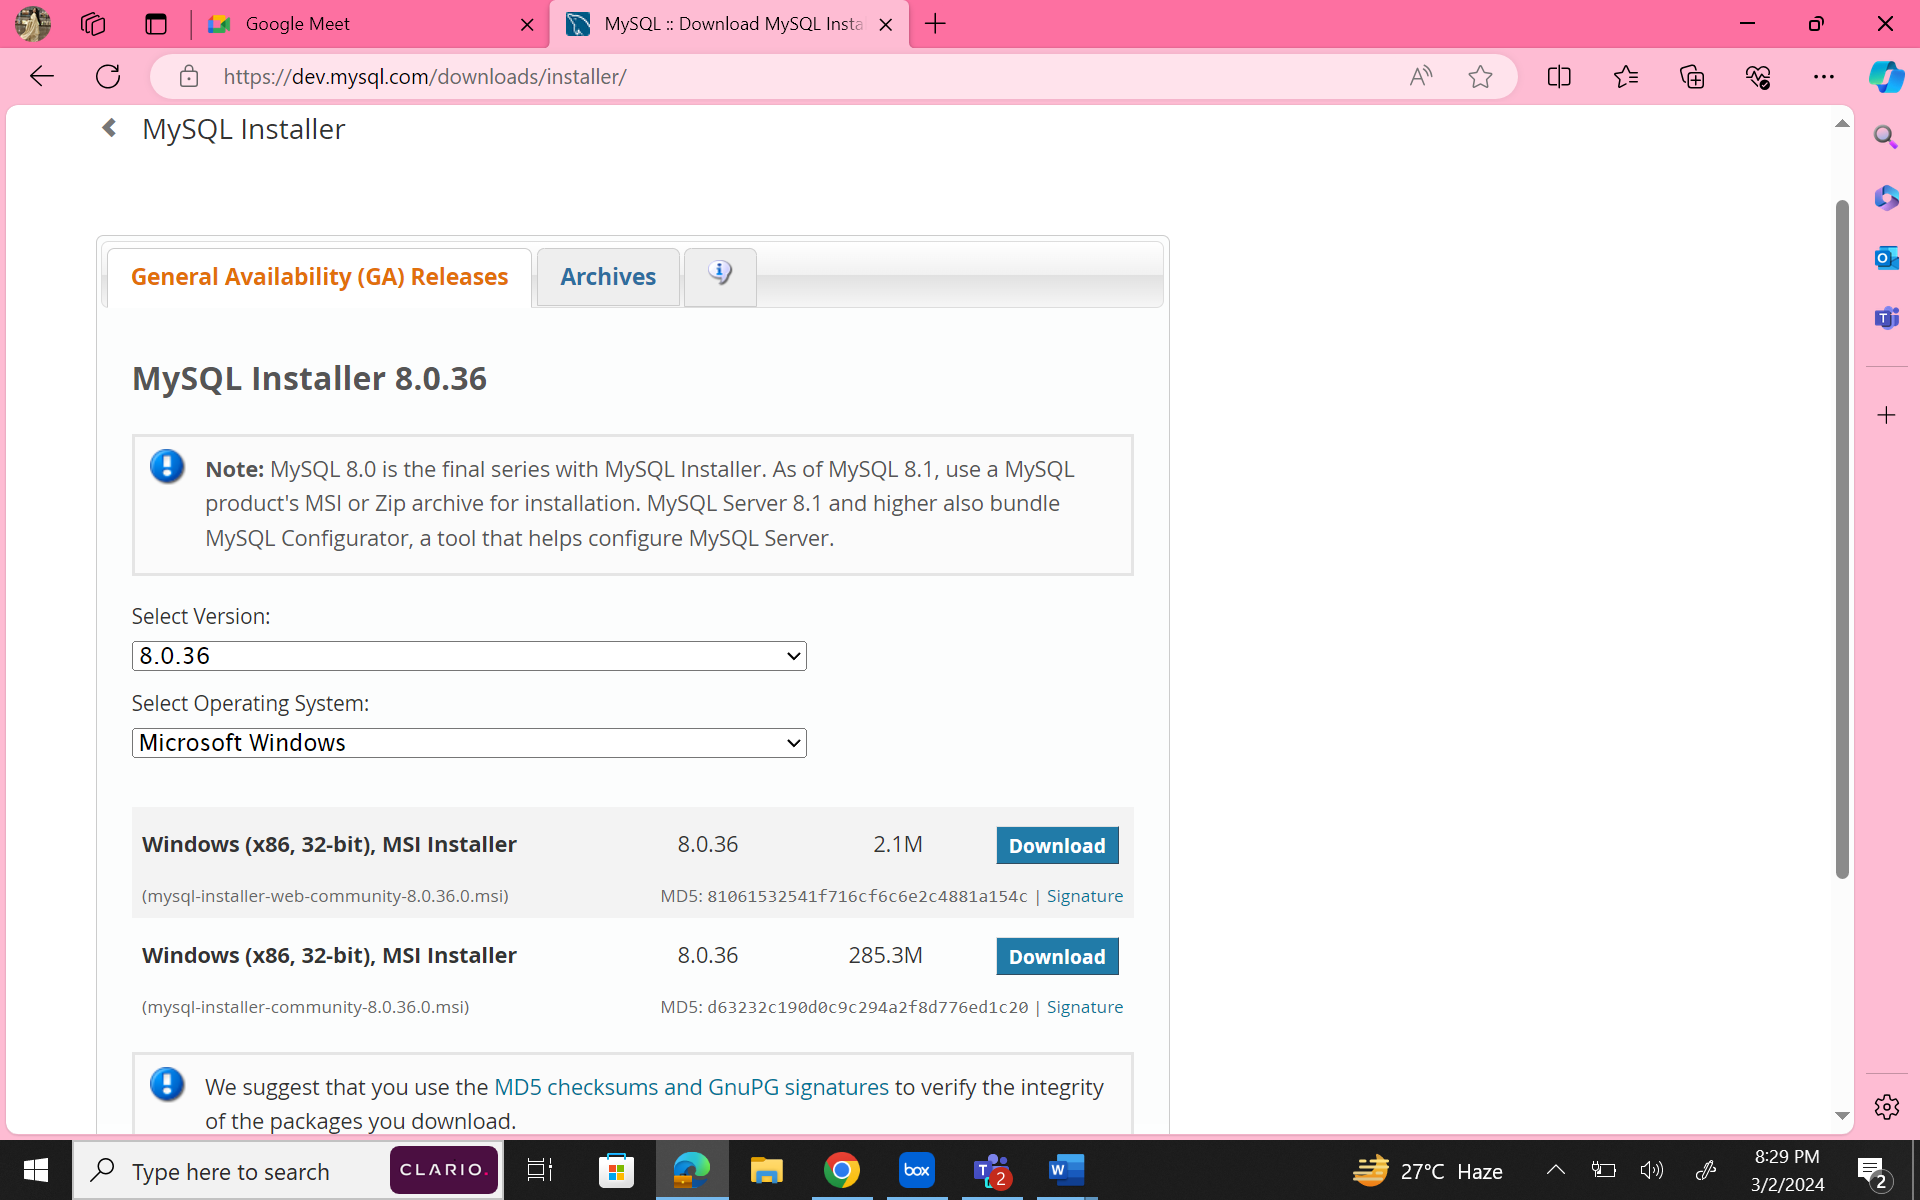 Google Meet
MySQL :: Download MySQL Insta
https://dev.mysql.com/downloads/installer/
MySQL Installer
General Availability (GA) Releases
Archives
MySQL Installer 8.0.36
Note: MySQL 8.0 is the final series with MySQL Installer. As of MySQL 8.1, use a MySQL
product's MSI or Zip archive for installation. MySQL Server 8.1 and higher also bundle
MySQL Configurator, a tool that helps configure MySQL Server.
Select Version:
8.0.36
Select Operating System:
Microsoft Windows
Windows (x86, 32-bit), MSI Installer 8.0.36 2.1M Download
(mysql-installer-web-community-8.0.36.0.msi) MD5: 81061532541f716cf6c6e2c4881a154c | Signature
Windows (x86, 32-bit), MSI Installer 8.0.36 285.3M Download
(mysql-installer-community-8.0.36.0.msi) MD5: d63232c190d0c9c294a2f8d776ed1c20 | Signature
We suggest that you use the MD5 checksums and GnuPG signatures to verify the integrity
of the packages you download.
Type here to search
CLARIO.
box
2
27°C Haze
8:29 PM
3/2/2024
2